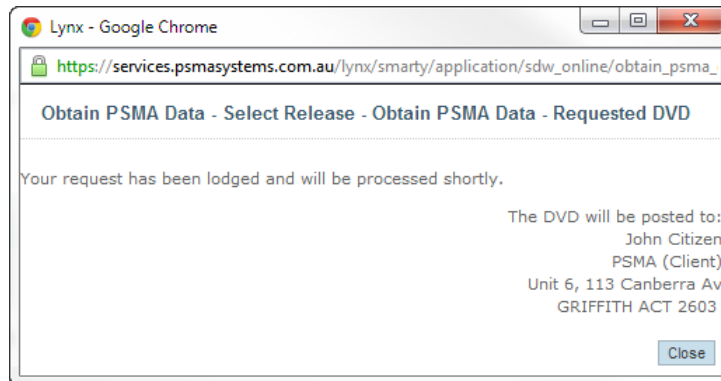 Lynx - Google Chrome
https://services.psmasystems.com.au/lynx/smarty/application/sdw_online/obtain_psma_
Obtain PSMA Data - Select Release - Obtain PSMA Data - Requested DVD
Your request has been lodged and will be processed shortly.
The DVD will be posted to:
John Citizen
PSMA (Client)
Unit 6, 113 Canberra Av
GRIFFITH ACT 2603
Close